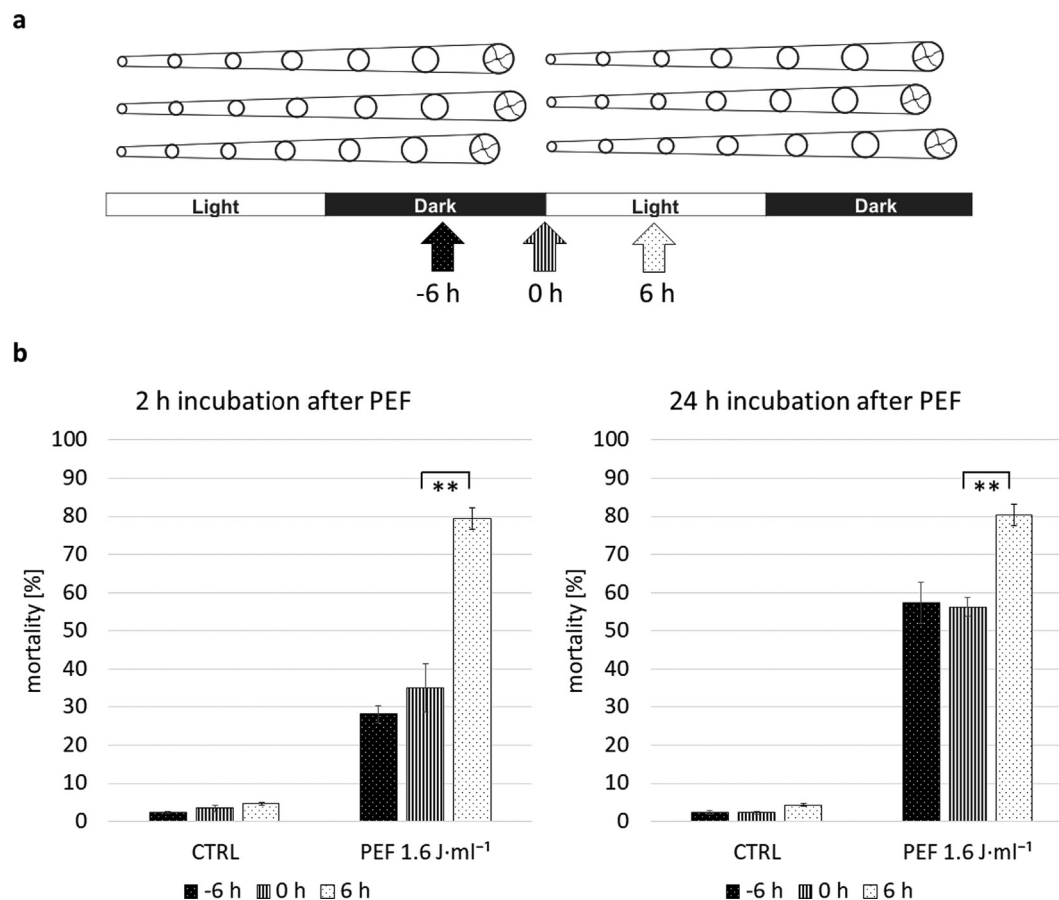 a
Light Dark Light Dark
-6 h 0 h 6 h
b
2 h incubation after PEF
mortality [%]
100
90
80
70
60
50
40
30
20
10
0
**
CTRL PEF 1.6 J·ml⁻¹
-6 h 0 h 6 h
24 h incubation after PEF
mortality [%]
100
90
80
70
60
50
40
30
20
10
0
**
CTRL PEF 1.6 J·ml⁻¹
-6 h 0 h 6 h